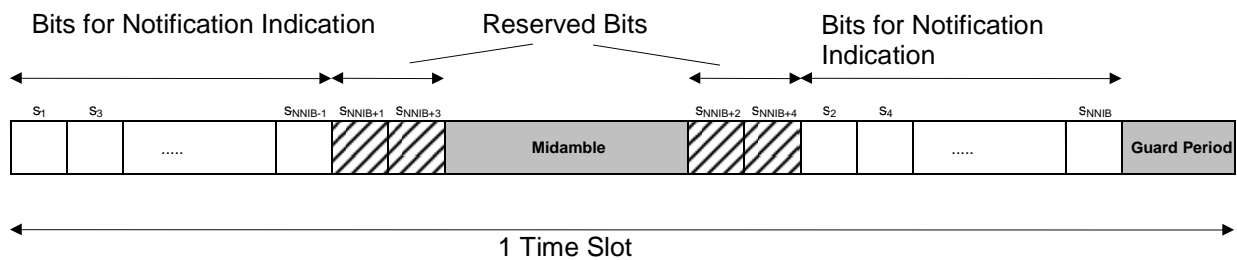 Bits for Notification Indication
Reserved Bits
Bits for Notification
Indication
s1 s3 sNNIB-1 sNNIB+1 sNNIB+3 sNNIB+2 sNNIB+4 s2 s4 sNNIB
..... Midamble ..... Guard Period
1 Time Slot